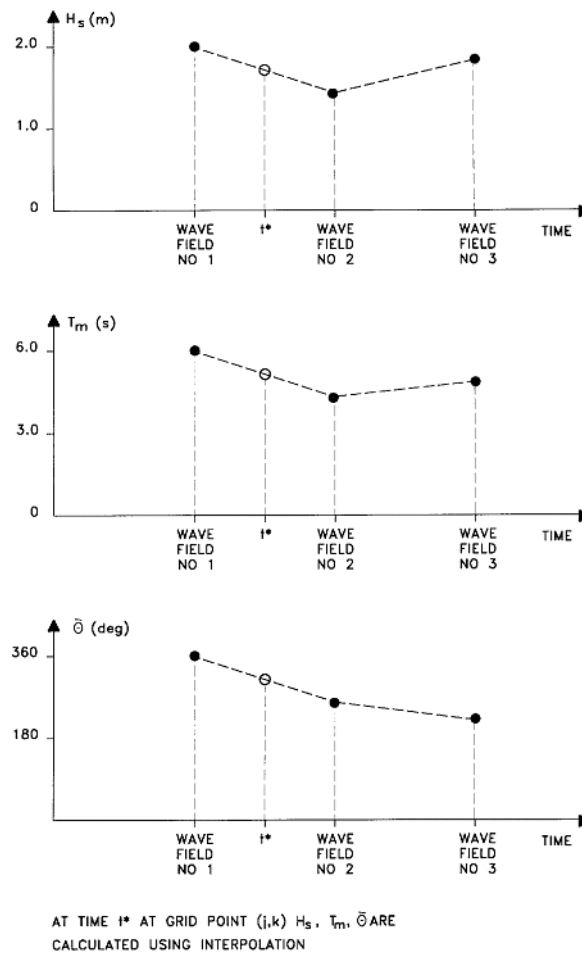 Hs (m)
2.0
1.0
0
WAVE FIELD NO 1
t*
WAVE FIELD NO 2
WAVE FIELD NO 3
TIME
Tm (s)
6.0
3.0
0
WAVE FIELD NO 1
t*
WAVE FIELD NO 2
WAVE FIELD NO 3
TIME
Θ̄ (deg)
360
180
WAVE FIELD NO 1
t*
WAVE FIELD NO 2
WAVE FIELD NO 3
TIME
AT TIME t* AT GRID POINT (j,k) Hs, Tm, Θ̄ ARE
CALCULATED USING INTERPOLATION